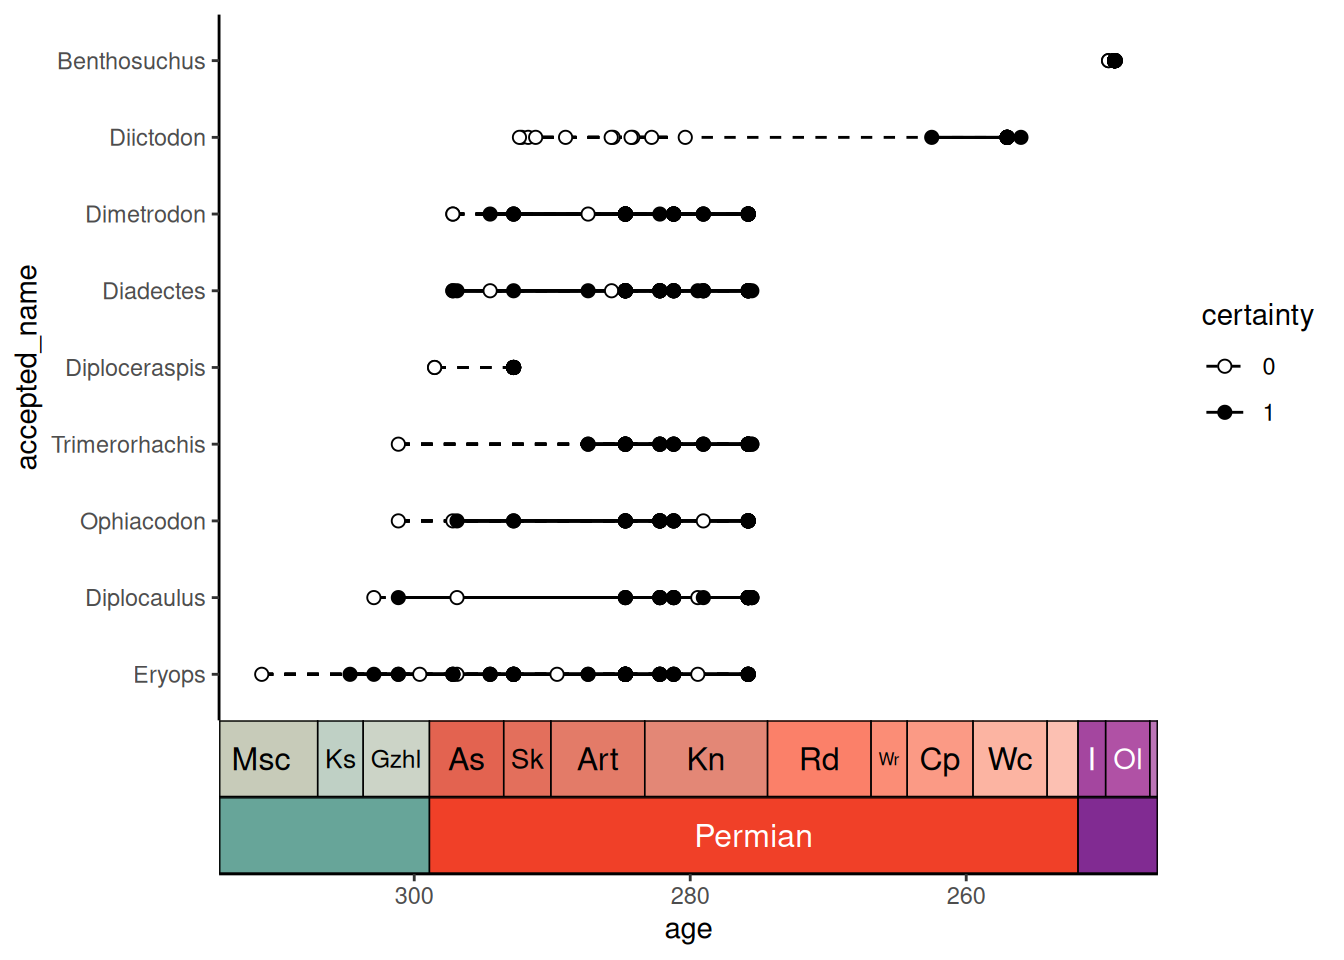 accepted_name
Benthosuchus
Diictodon
Dimetrodon
Diadectes
Diploceraspis
Trimerorhachis
Ophiacodon
Diplocaulus
Eryops
certainty
0
1
Msc Ks Gzhl As Sk Art Kn Rd Wr Cp Wc I Ol
Permian
300 280 260
age